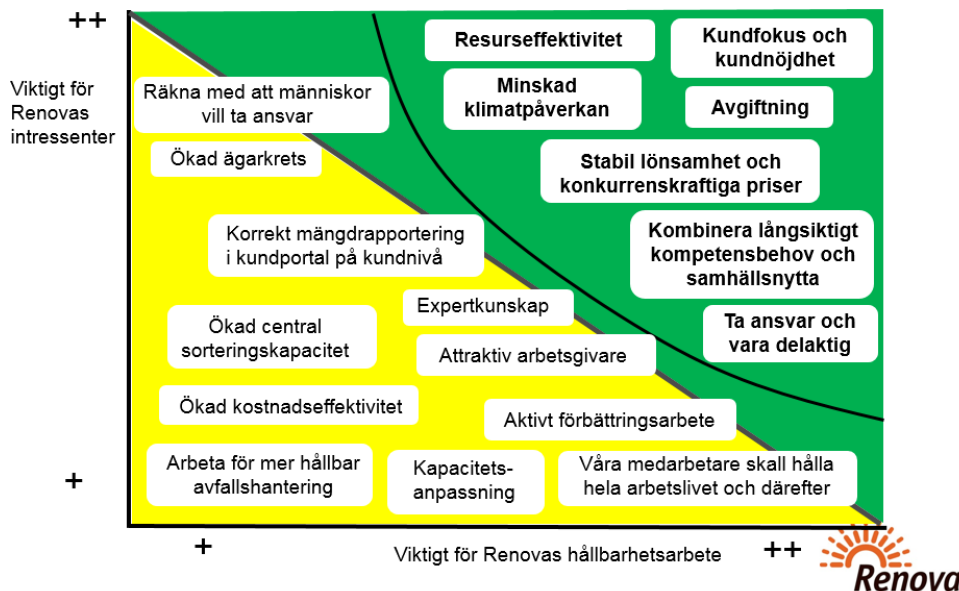 ++
Viktigt för
Renovas
intressenter
Resurseffektivitet
Kundfokus och
kundnöjdhet
Räkna med att människor
vill ta ansvar
Minskad
klimatpåverkan
Avgiftning
Ökad ägarkrets
Stabil lönsamhet och
konkurrenskraftiga priser
Korrekt mängdrapportering
i kundportal på kundnivå
Kombinera långsiktigt
kompetensbehov och
samhällsnytta
Expertkunskap
Ökad central
sorteringskapacitet
Ta ansvar och
vara delaktig
Attraktiv arbetsgivare
Ökad kostnadseffektivitet
Aktivt förbättringsarbete
Arbeta för mer hållbar
avfallshantering
Kapacitets-
anpassning
Våra medarbetare skall hålla
hela arbetslivet och därefter
+
+
Viktigt för Renovas hållbarhetsarbete
++
Renova